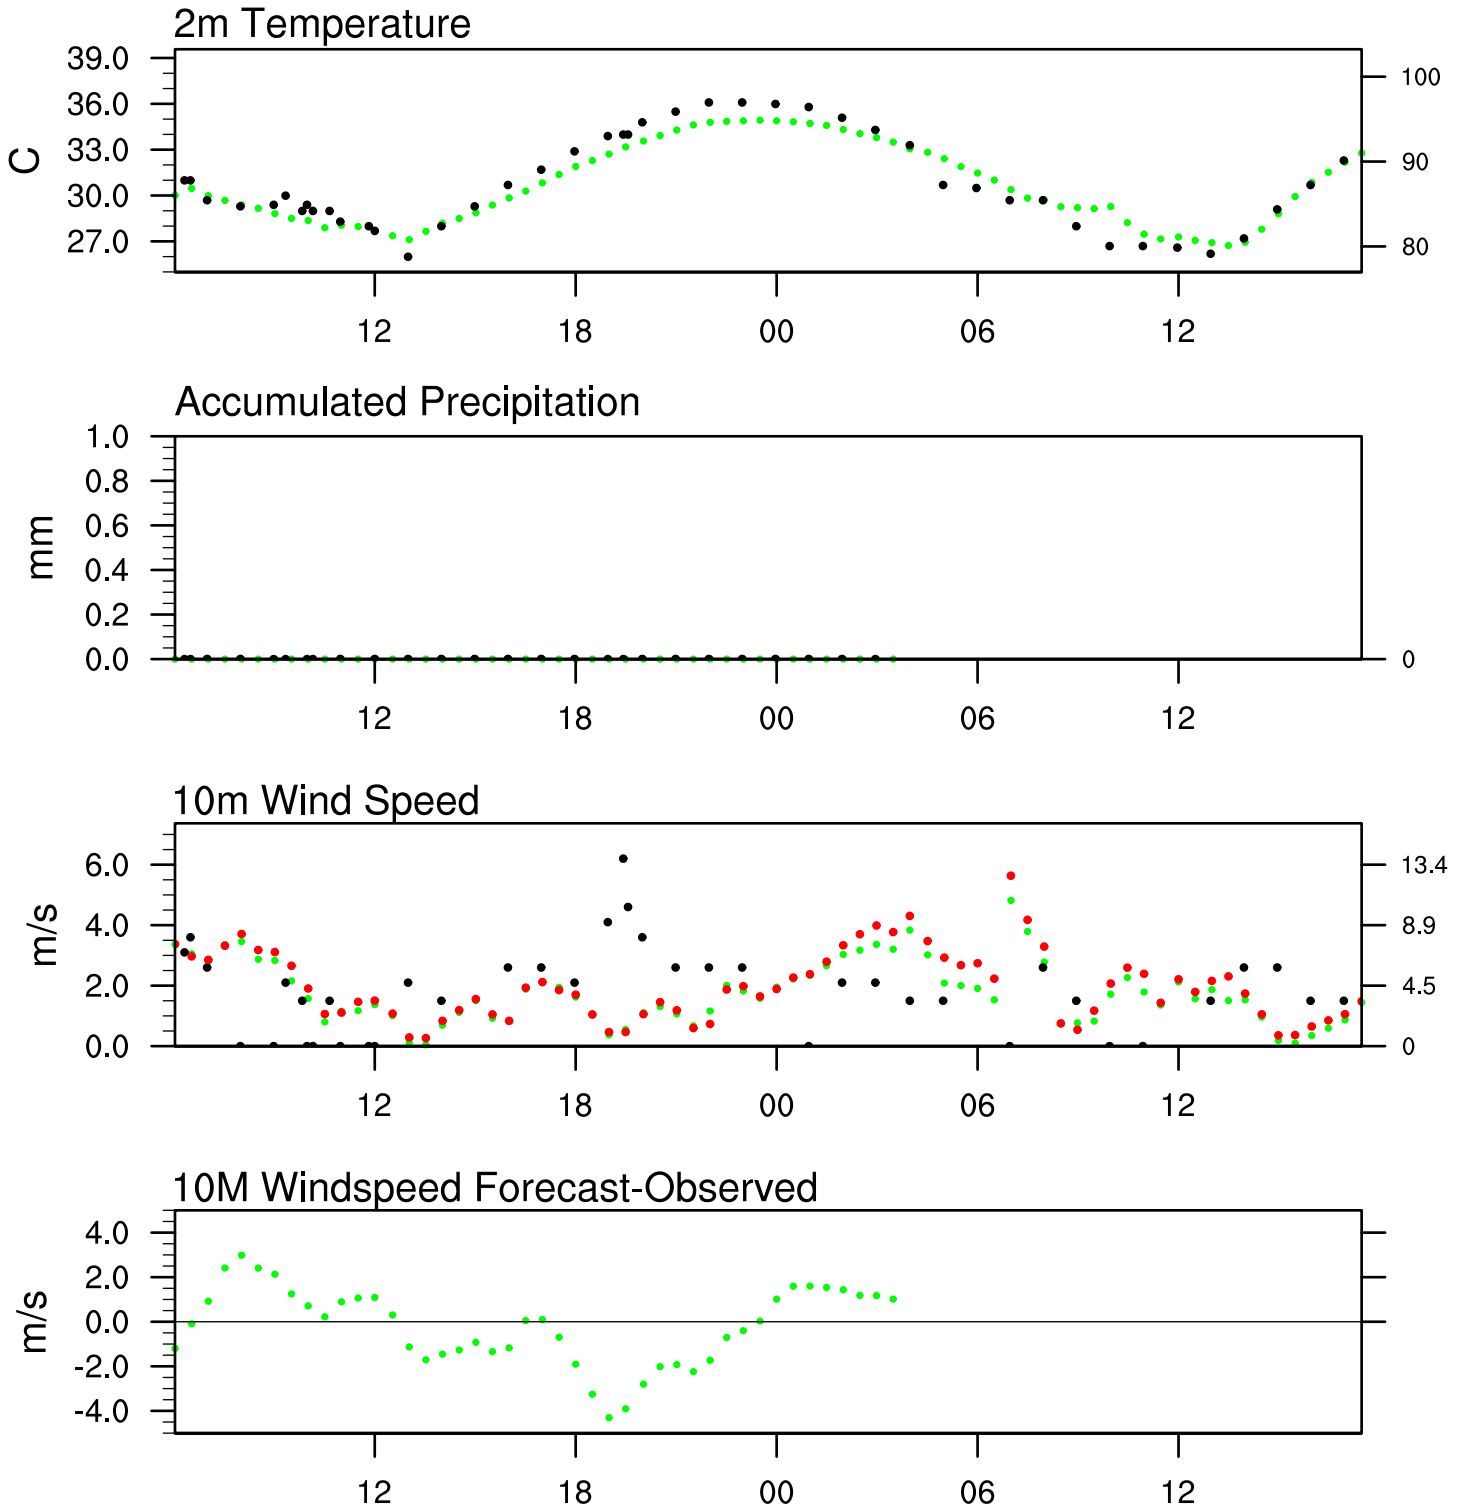 2m Temperature
39.0
36.0
33.0
30.0
27.0
C
100
90
80
12 18 00 06 12
Accumulated Precipitation
1.0
0.8
0.6
0.4
0.2
0.0
mm
0
12 18 00 06 12
10m Wind Speed
6.0
4.0
2.0
0.0
m/s
13.4
8.9
4.5
0
12 18 00 06 12
10M Windspeed Forecast-Observed
4.0
2.0
0.0
-2.0
-4.0
m/s
12 18 00 06 12